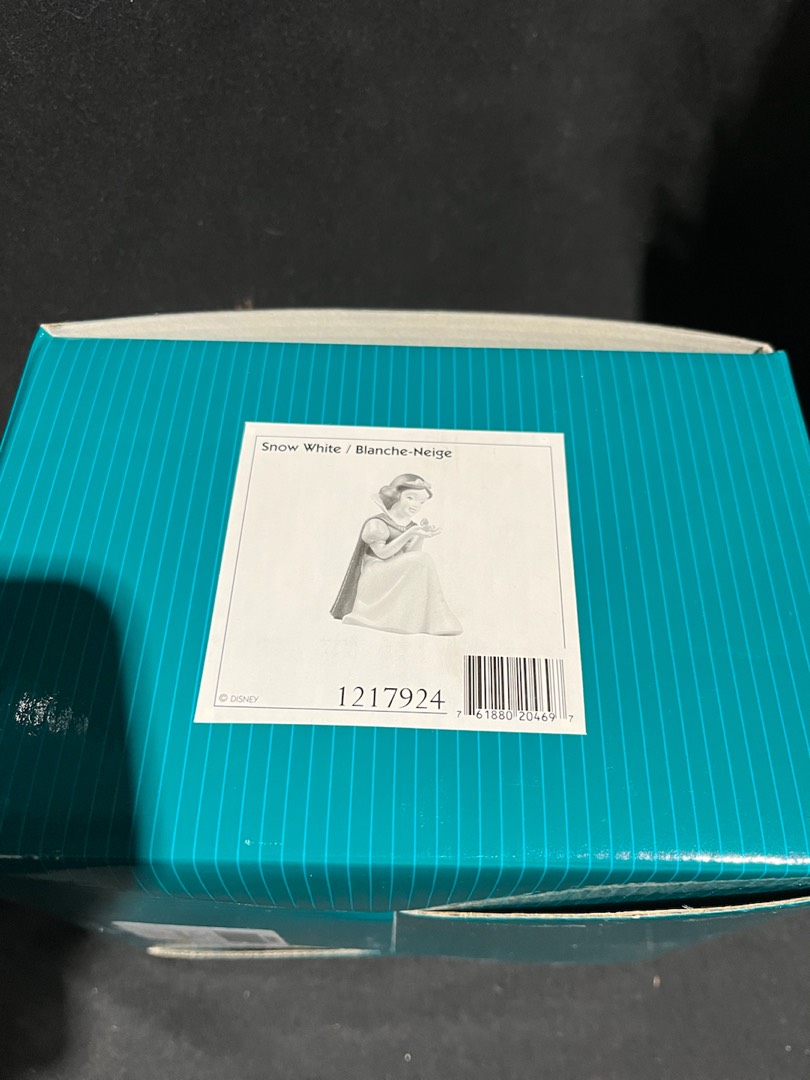 Snow White / Blanche-Neige
© DISNEY
1217924
7 61880 20469 7